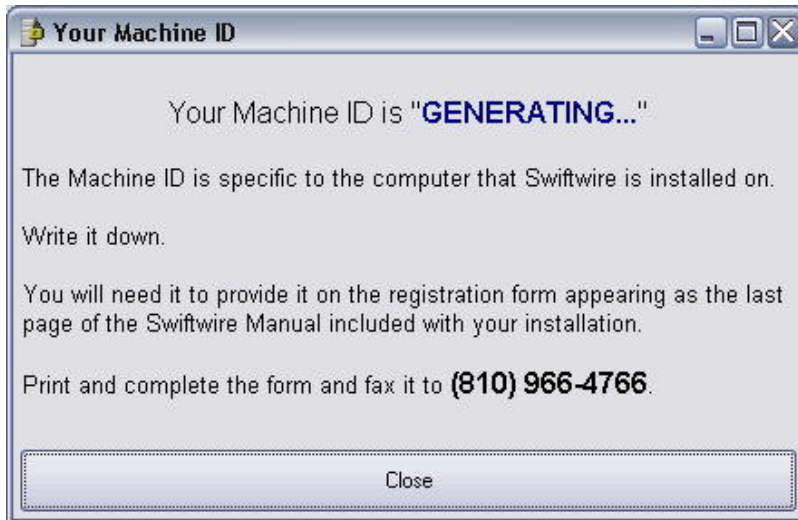 Your Machine ID
Your Machine ID is "GENERATING..."
The Machine ID is specific to the computer that Swiftwire is installed on.
Write it down.
You will need it to provide it on the registration form appearing as the last
page of the Swiftwire Manual included with your installation.
Print and complete the form and fax it to (810) 966-4766.
Close